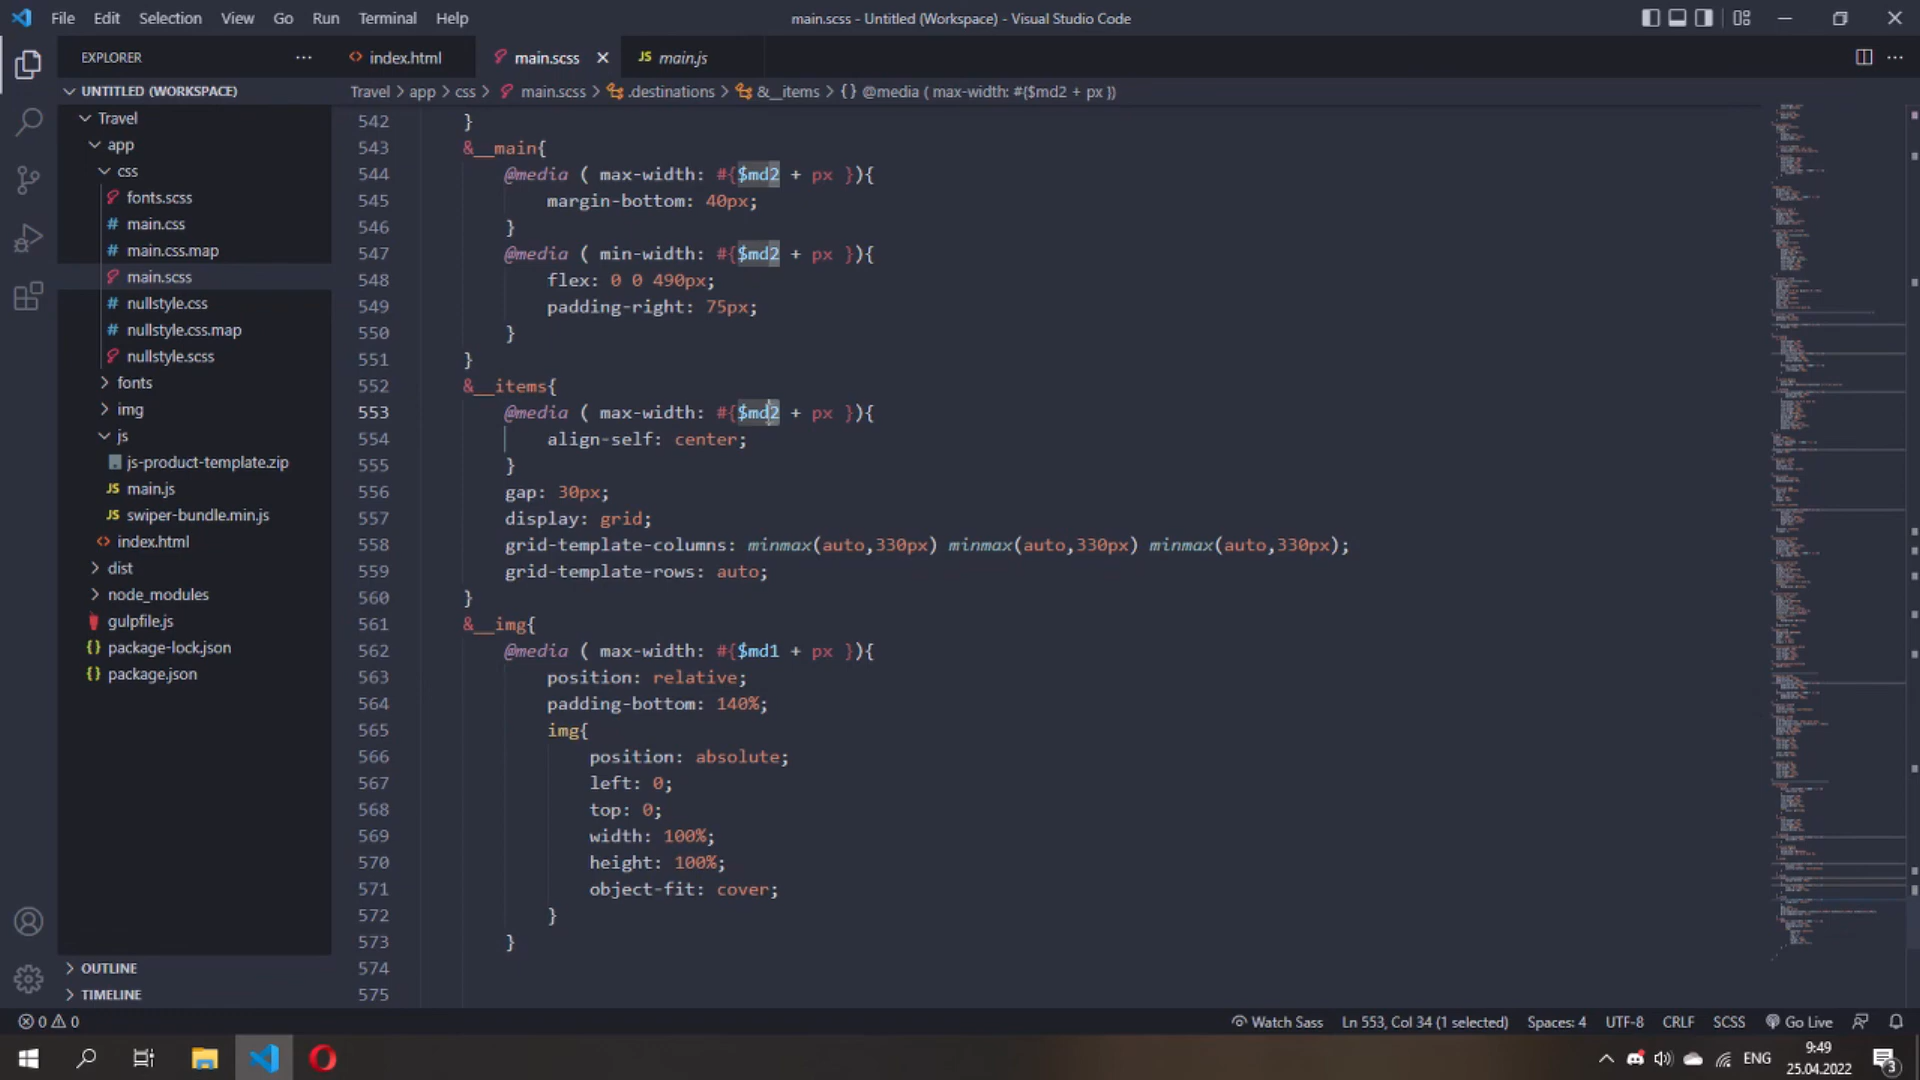 File Edit Selection View Go Run Terminal Help
main.scss - Untitled (Workspace) - Visual Studio Code
EXPLORER ···
index.html
main.scss
JS main.js
UNTITLED (WORKSPACE)
Travel > app > css > main.scss > .destinations > &__items > {} @media ( max-width: #{$md2 + px })
Travel
app
css
fonts.scss
# main.css
# main.css.map
main.scss
# nullstyle.css
# nullstyle.css.map
nullstyle.scss
fonts
img
js
js-product-template.zip
JS main.js
JS swiper-bundle.min.js
index.html
dist
node_modules
gulpfile.js
{} package-lock.json
{} package.json
OUTLINE
TIMELINE
542 }
543 &__main{
544 @media ( max-width: #{$md2 + px }){
545 margin-bottom: 40px;
546 }
547 @media ( min-width: #{$md2 + px }){
548 flex: 0 0 490px;
549 padding-right: 75px;
550 }
551 }
552 &__items{
553 @media ( max-width: #{$md2 + px }){
554 align-self: center;
555 }
556 gap: 30px;
557 display: grid;
558 grid-template-columns: minmax(auto,330px) minmax(auto,330px) minmax(auto,330px);
559 grid-template-rows: auto;
560 }
561 &__img{
562 @media ( max-width: #{$md1 + px }){
563 position: relative;
564 padding-bottom: 140%;
565 img{
566 position: absolute;
567 left: 0;
568 top: 0;
569 width: 100%;
570 height: 100%;
571 object-fit: cover;
572 }
573 }
574
575
0 0
Watch Sass Ln 553, Col 34 (1 selected) Spaces: 4 UTF-8 CRLF SCSS Go Live
ENG
9:49
25.04.2022
3